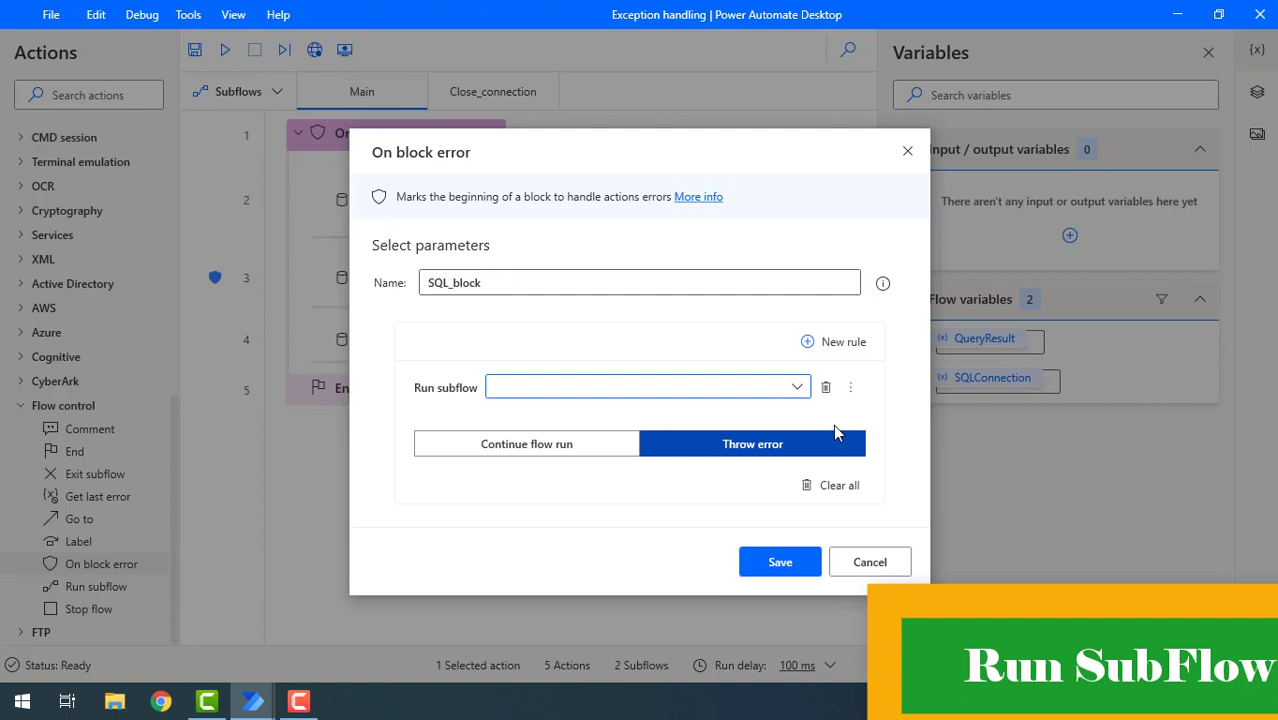 File Edit Debug Tools View Help
Exception handling | Power Automate Desktop
Actions
Search actions
CMD session
Terminal emulation
OCR
Cryptography
Services
XML
Active Directory
AWS
Azure
Cognitive
CyberArk
Flow control
Comment
End
Exit subflow
Get last error
Go to
Label
On block error
Run subflow
Stop flow
FTP
Subflows
Main
Close_connection
1
2
3
4
5
On
En
On block error
Marks the beginning of a block to handle actions errors More info
Select parameters
Name: SQL_block
New rule
Run subflow
Continue flow run
Throw error
Clear all
Save
Cancel
Variables
{x}
Search variables
Input / output variables 0
There aren't any input or output variables here yet
Flow variables 2
{x} QueryResult
{x} SQLConnection
Status: Ready
1 Selected action
5 Actions
2 Subflows
Run delay: 100 ms
Run SubFlow